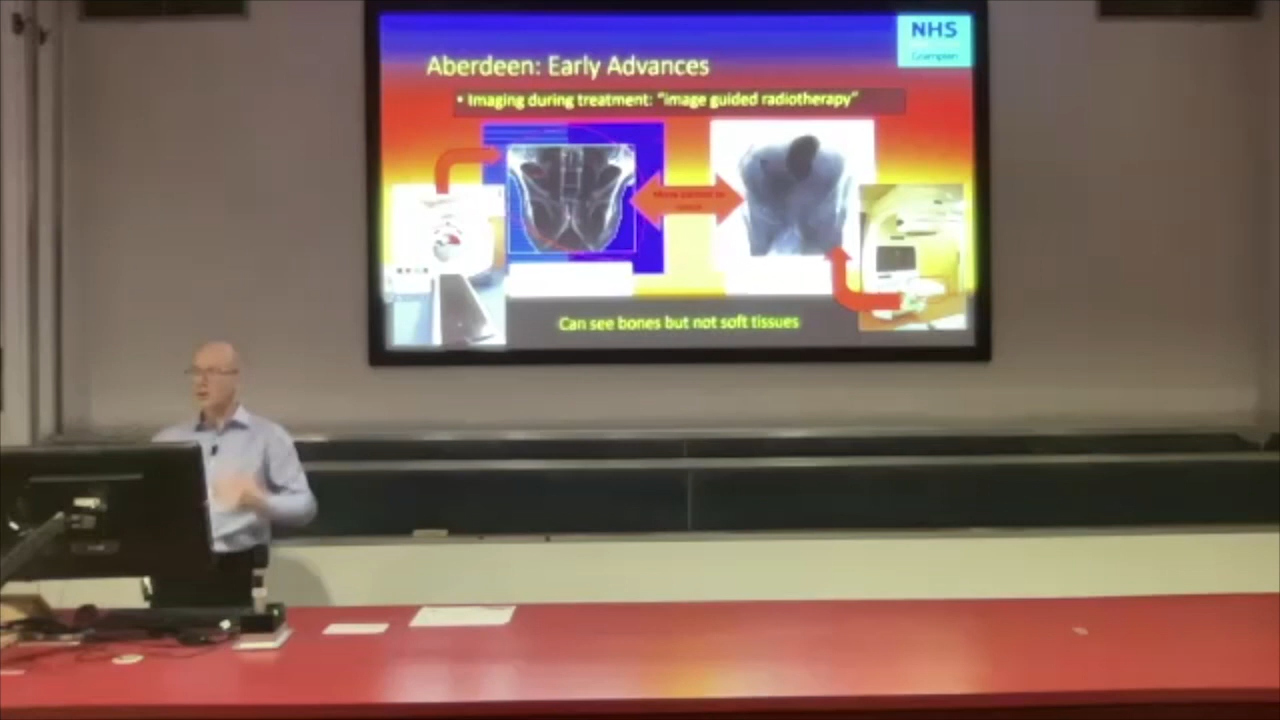 NHS
Grampian
Aberdeen: Early Advances
• Imaging during treatment: "image guided radiotherapy"
Can see bones but not soft tissues